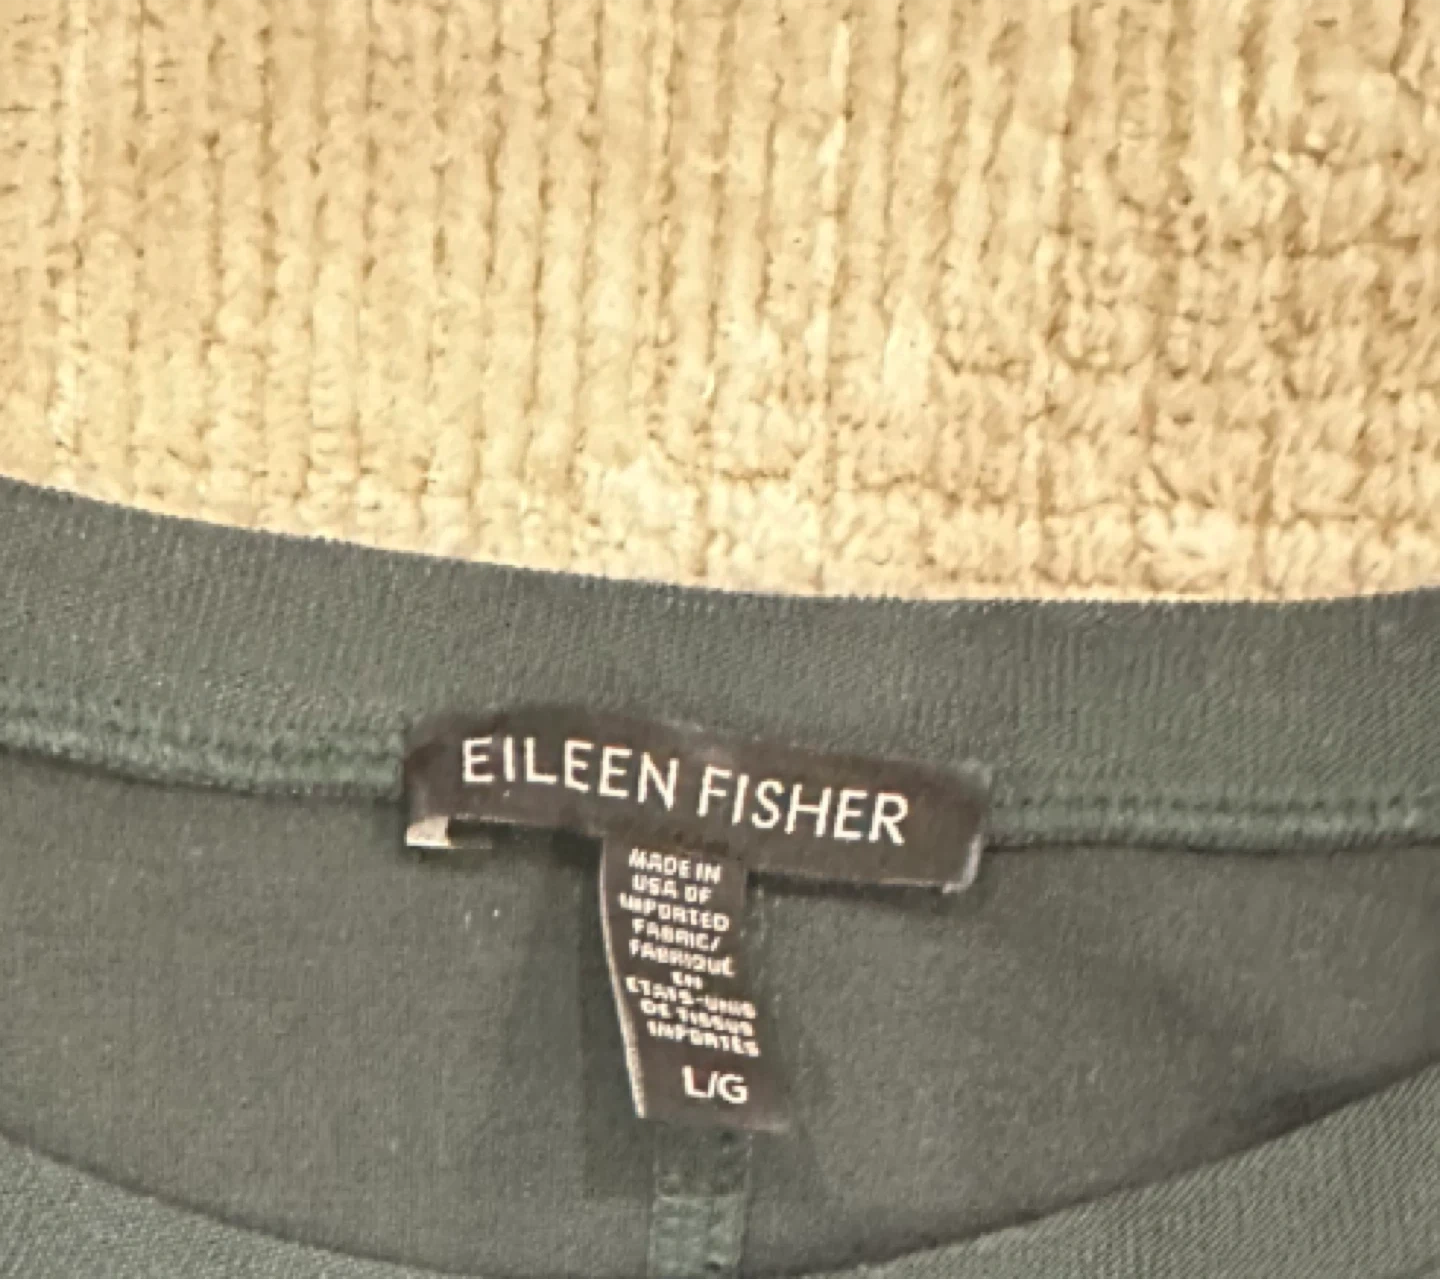 EILEEN FISHER
MADE IN
USA OF
IMPORTED
FABRIC/
FABRIQUÉ
EN
ÉTATS-UNIS
DE TISSUS
IMPORTÉS
L/G